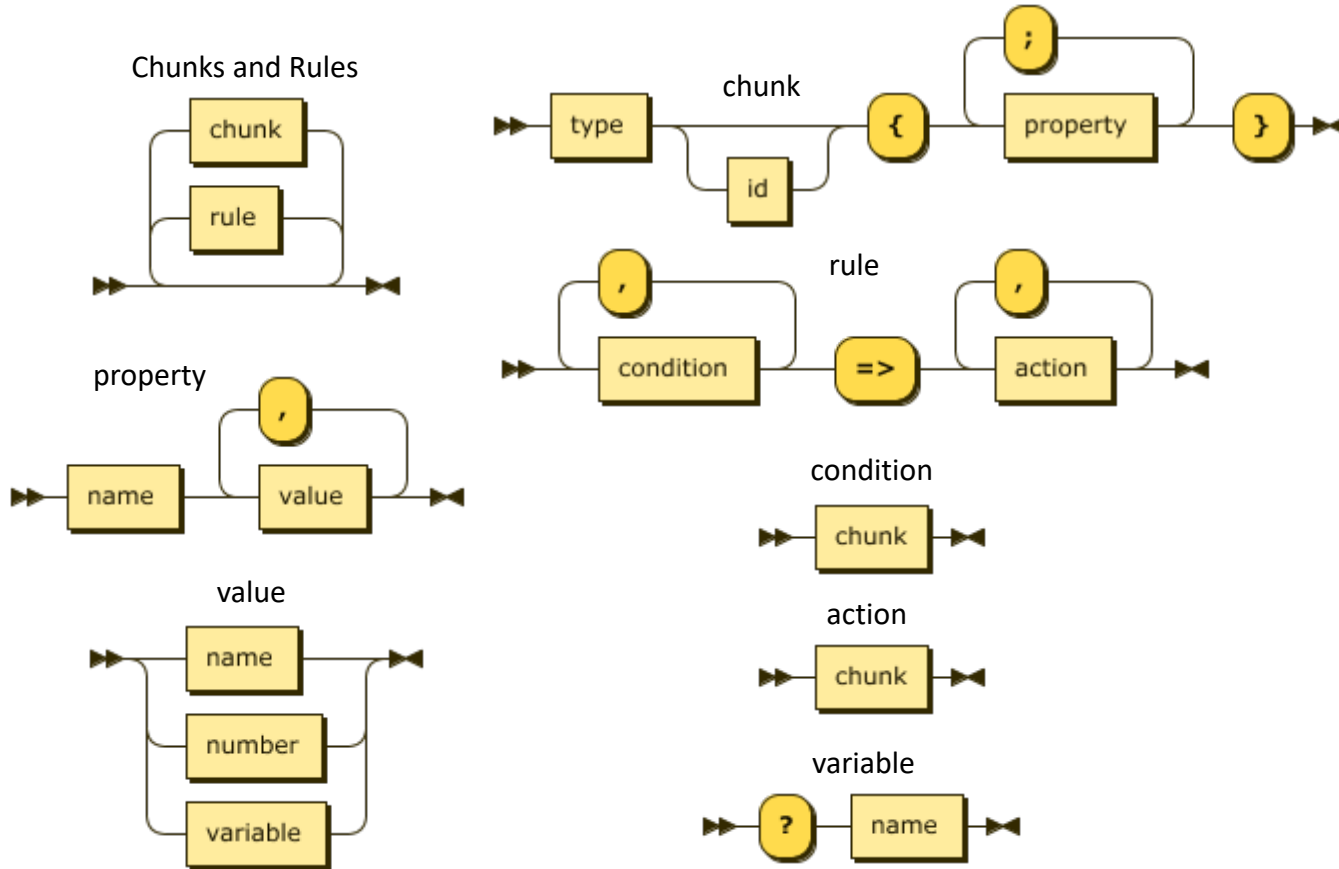 Chunks and Rules
chunk
rule
chunk
;
type
{
property
}
id
rule
,
,
condition
=>
action
property
,
name
value
condition
chunk
value
name
number
variable
action
chunk
variable
?
name